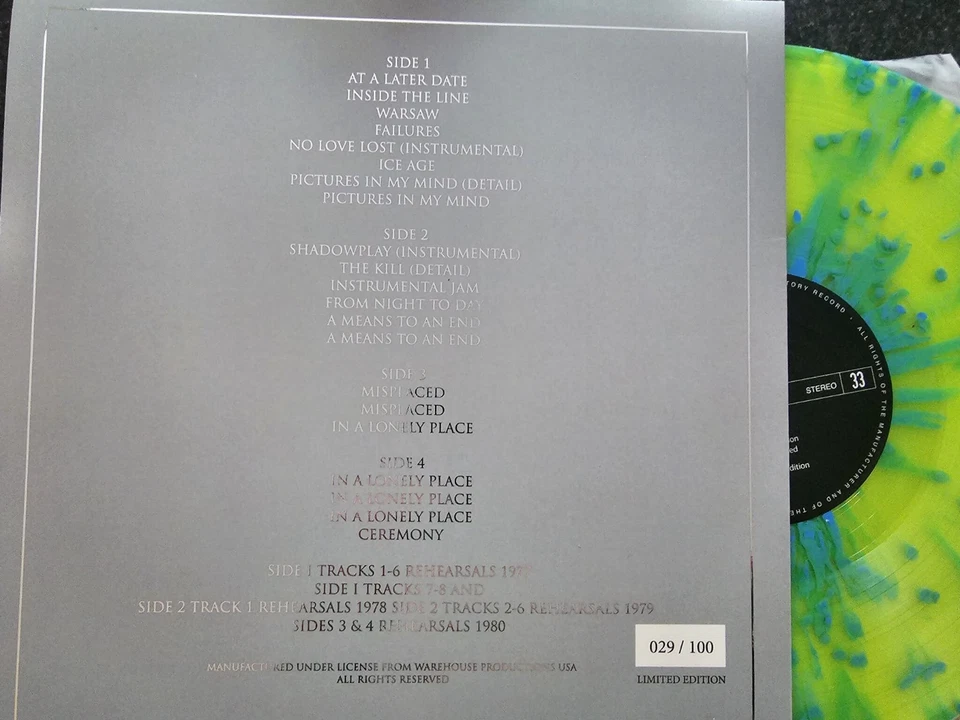 SIDE 1
AT A LATER DATE
INSIDE THE LINE
WARSAW
FAILURES
NO LOVE LOST (INSTRUMENTAL)
ICE AGE
PICTURES IN MY MIND (DETAIL)
PICTURES IN MY MIND
SIDE 2
SHADOWPLAY (INSTRUMENTAL)
THE KILL (DETAIL)
INSTRUMENTAL JAM
FROM NIGHT TO DAY
A MEANS TO AN END
A MEANS TO AN END
SIDE 3
MISPLACED
MISPLACED
IN A LONELY PLACE
SIDE 4
IN A LONELY PLACE
IN A LONELY PLACE
IN A LONELY PLACE
CEREMONY
SIDE 1 TRACKS 1-6 REHEARSALS
SIDE 1 TRACKS 7-8 AND
SIDE 2 TRACK 1 REHEARSALS 1978 SIDE 2 TRACKS 2-6 REHEARSALS 1979
SIDES 3 & 4 REHEARSALS 1980
MANUFACTURED UNDER LICENSE FROM WAREHOUSE PRODUCTIONS USA
ALL RIGHTS RESERVED
029 / 100
LIMITED EDITION
TORY RECORD · ALL RIGHTS OF THE MANUFACTURER AND OF THE
STEREO 33
on
ed
dition